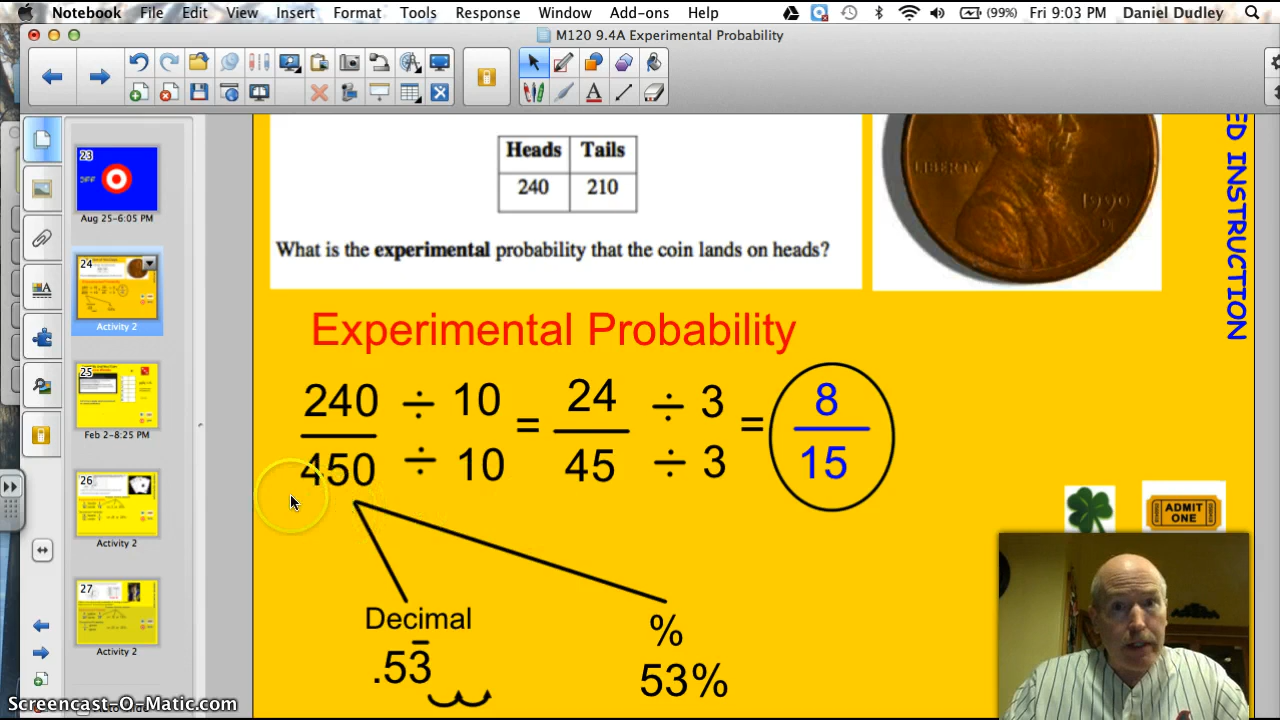 Notebook File Edit View Insert Format Tools Response Window Add-ons Help (99%) Fri 9:03 PM Daniel Dudley
M120 9.4A Experimental Probability
23
Aug 25-6:05 PM
24
Activity 2
25
Feb 2-8:25 PM
26
Activity 2
27
Activity 2
Heads Tails
240 210
What is the experimental probability that the coin lands on heads?
LIBERTY
1990
D
ED INSTRUCTION
Experimental Probability
240 ÷ 10 = 24 ÷ 3 = 8
450 ÷ 10 45 ÷ 3 15
ADMIT
ONE
Decimal %
.53̅ 53%
Screencast-O-Matic.com